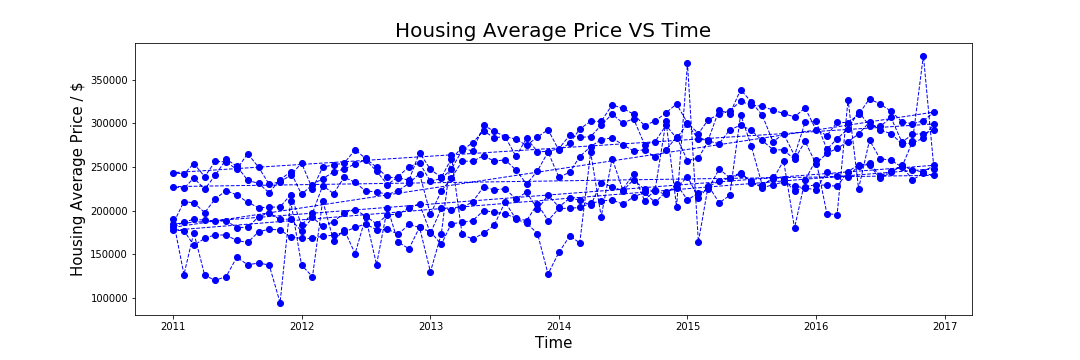 Housing Average Price VS Time
Housing Average Price / $
350000
300000
250000
200000
150000
100000
2011 2012 2013 2014 2015 2016 2017
Time